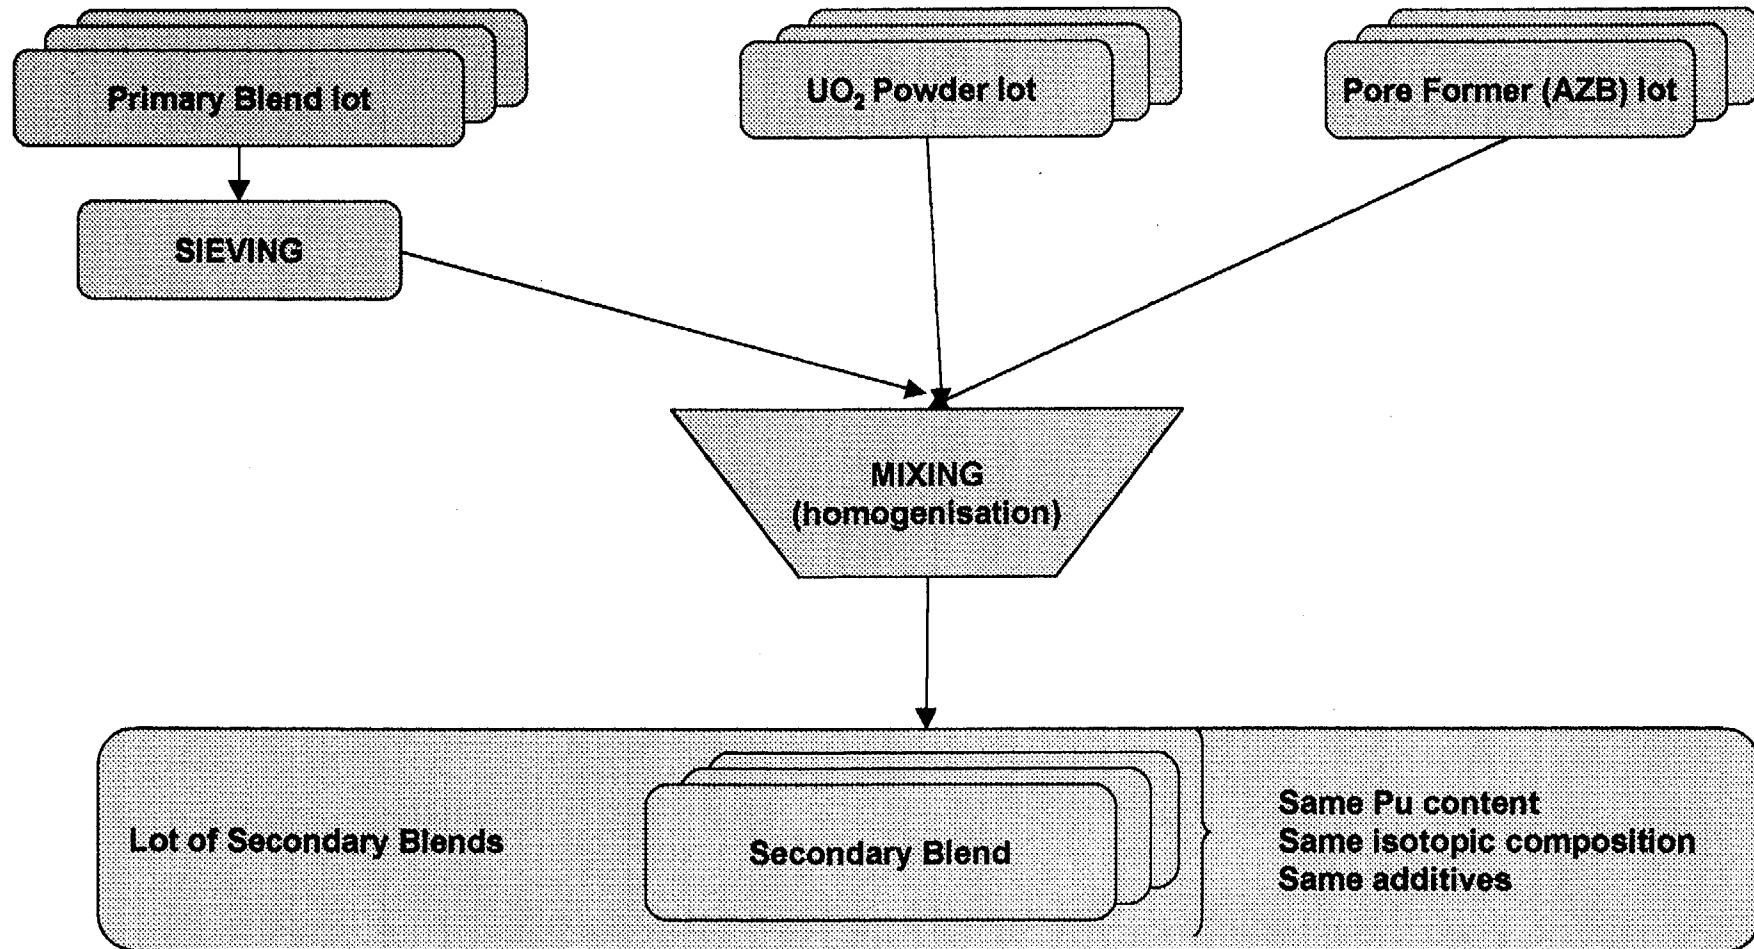 Primary Blend lot
UO₂ Powder lot
Pore Former (AZB) lot
SIEVING
MIXING
(homogenisation)
Lot of Secondary Blends
Secondary Blend
Same Pu content
Same isotopic composition
Same additives